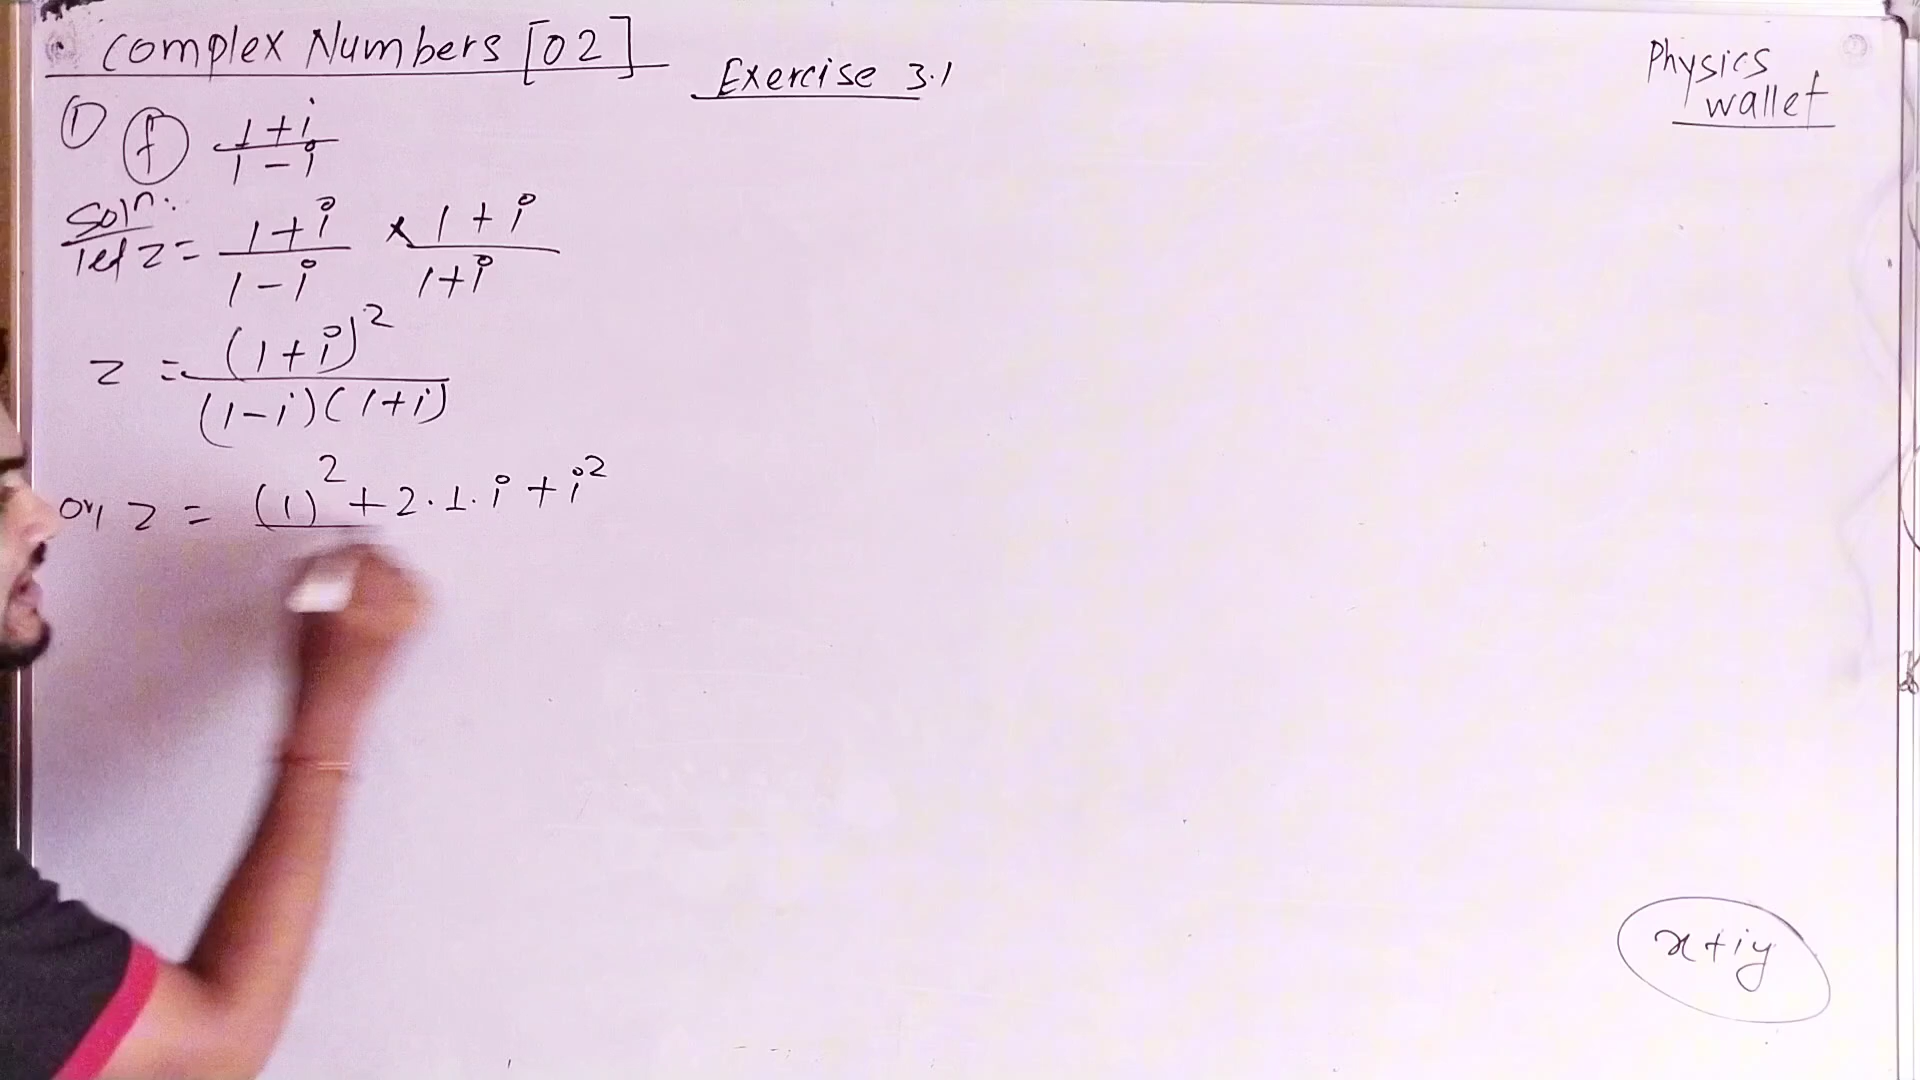 Complex Numbers [02]
Exercise 3.1
Physics
wallet
① ⓕ 1+i / 1-i
Soln.
let z = 1+i / 1-i × 1+i / 1+i
z = (1+i)² / (1-i)(1+i)
or, z = (1)² + 2.1.i + i²
x+iy